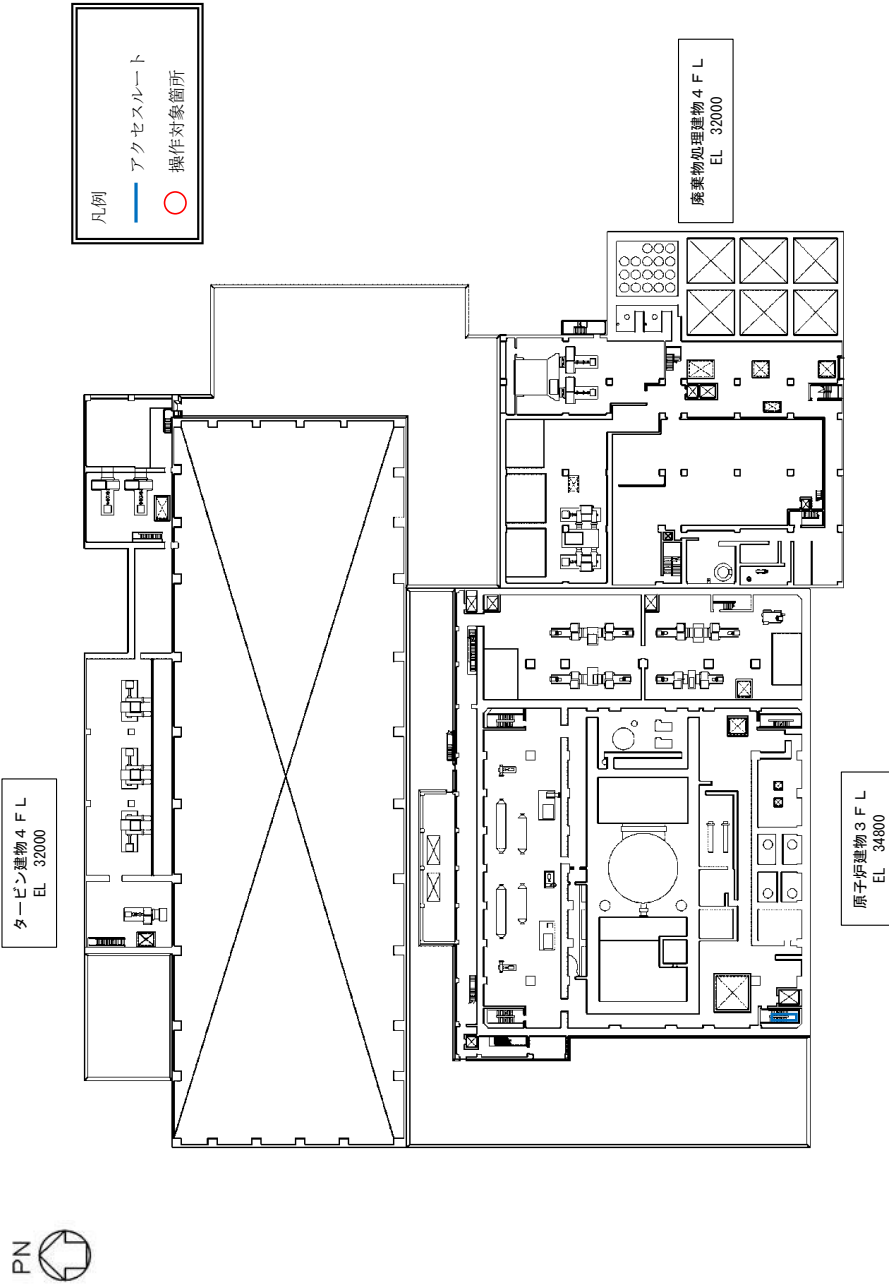 凡例
アクセスルート
操作対象箇所
廃棄物処理建物4FL
EL 32000
タービン建物4FL
EL 32000
原子炉建物3FL
EL 34800
PN